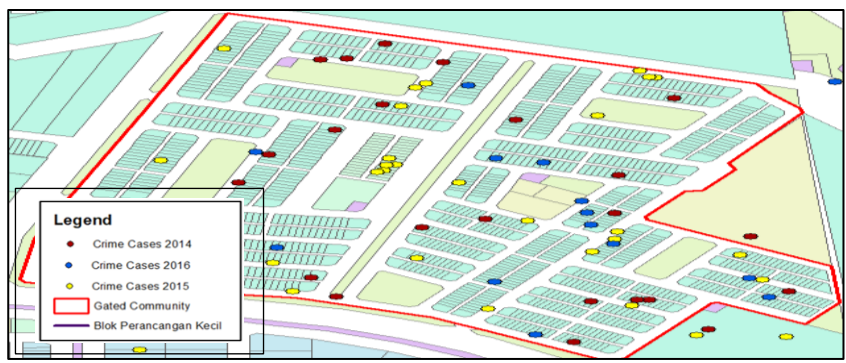 Legend
Crime Cases 2014
Crime Cases 2016
Crime Cases 2015
Gated Community
Blok Perancangan Kecil